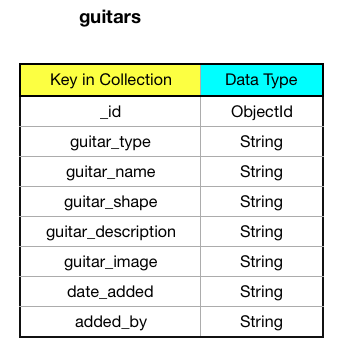 guitars
Key in Collection Data Type
_id ObjectId
guitar_type String
guitar_name String
guitar_shape String
guitar_description String
guitar_image String
date_added String
added_by String